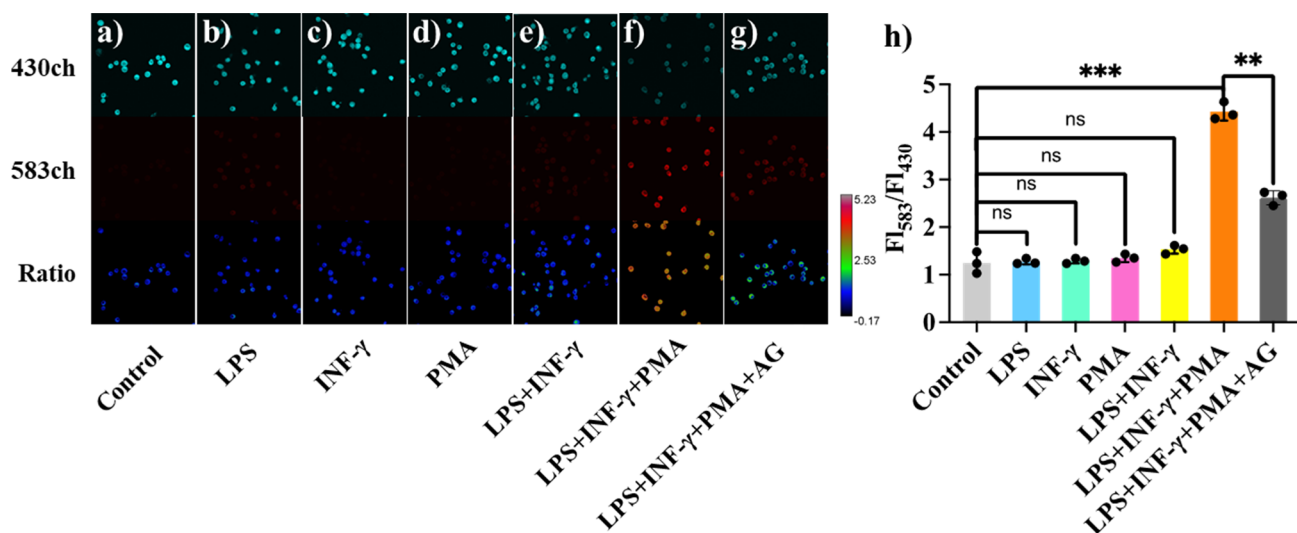 a)
b)
c)
d)
e)
f)
g)
430ch
583ch
Ratio
5.23
2.53
-0.17
Control
LPS
INF-γ
PMA
LPS+INF-γ
LPS+INF-γ+PMA
LPS+INF-γ+PMA+AG
h)
Fl583/Fl430
5
4
3
2
1
0
***
**
ns
ns
ns
ns
Control
LPS
INF-γ
PMA
LPS+INF-γ
LPS+INF-γ+PMA
LPS+INF-γ+PMA+AG